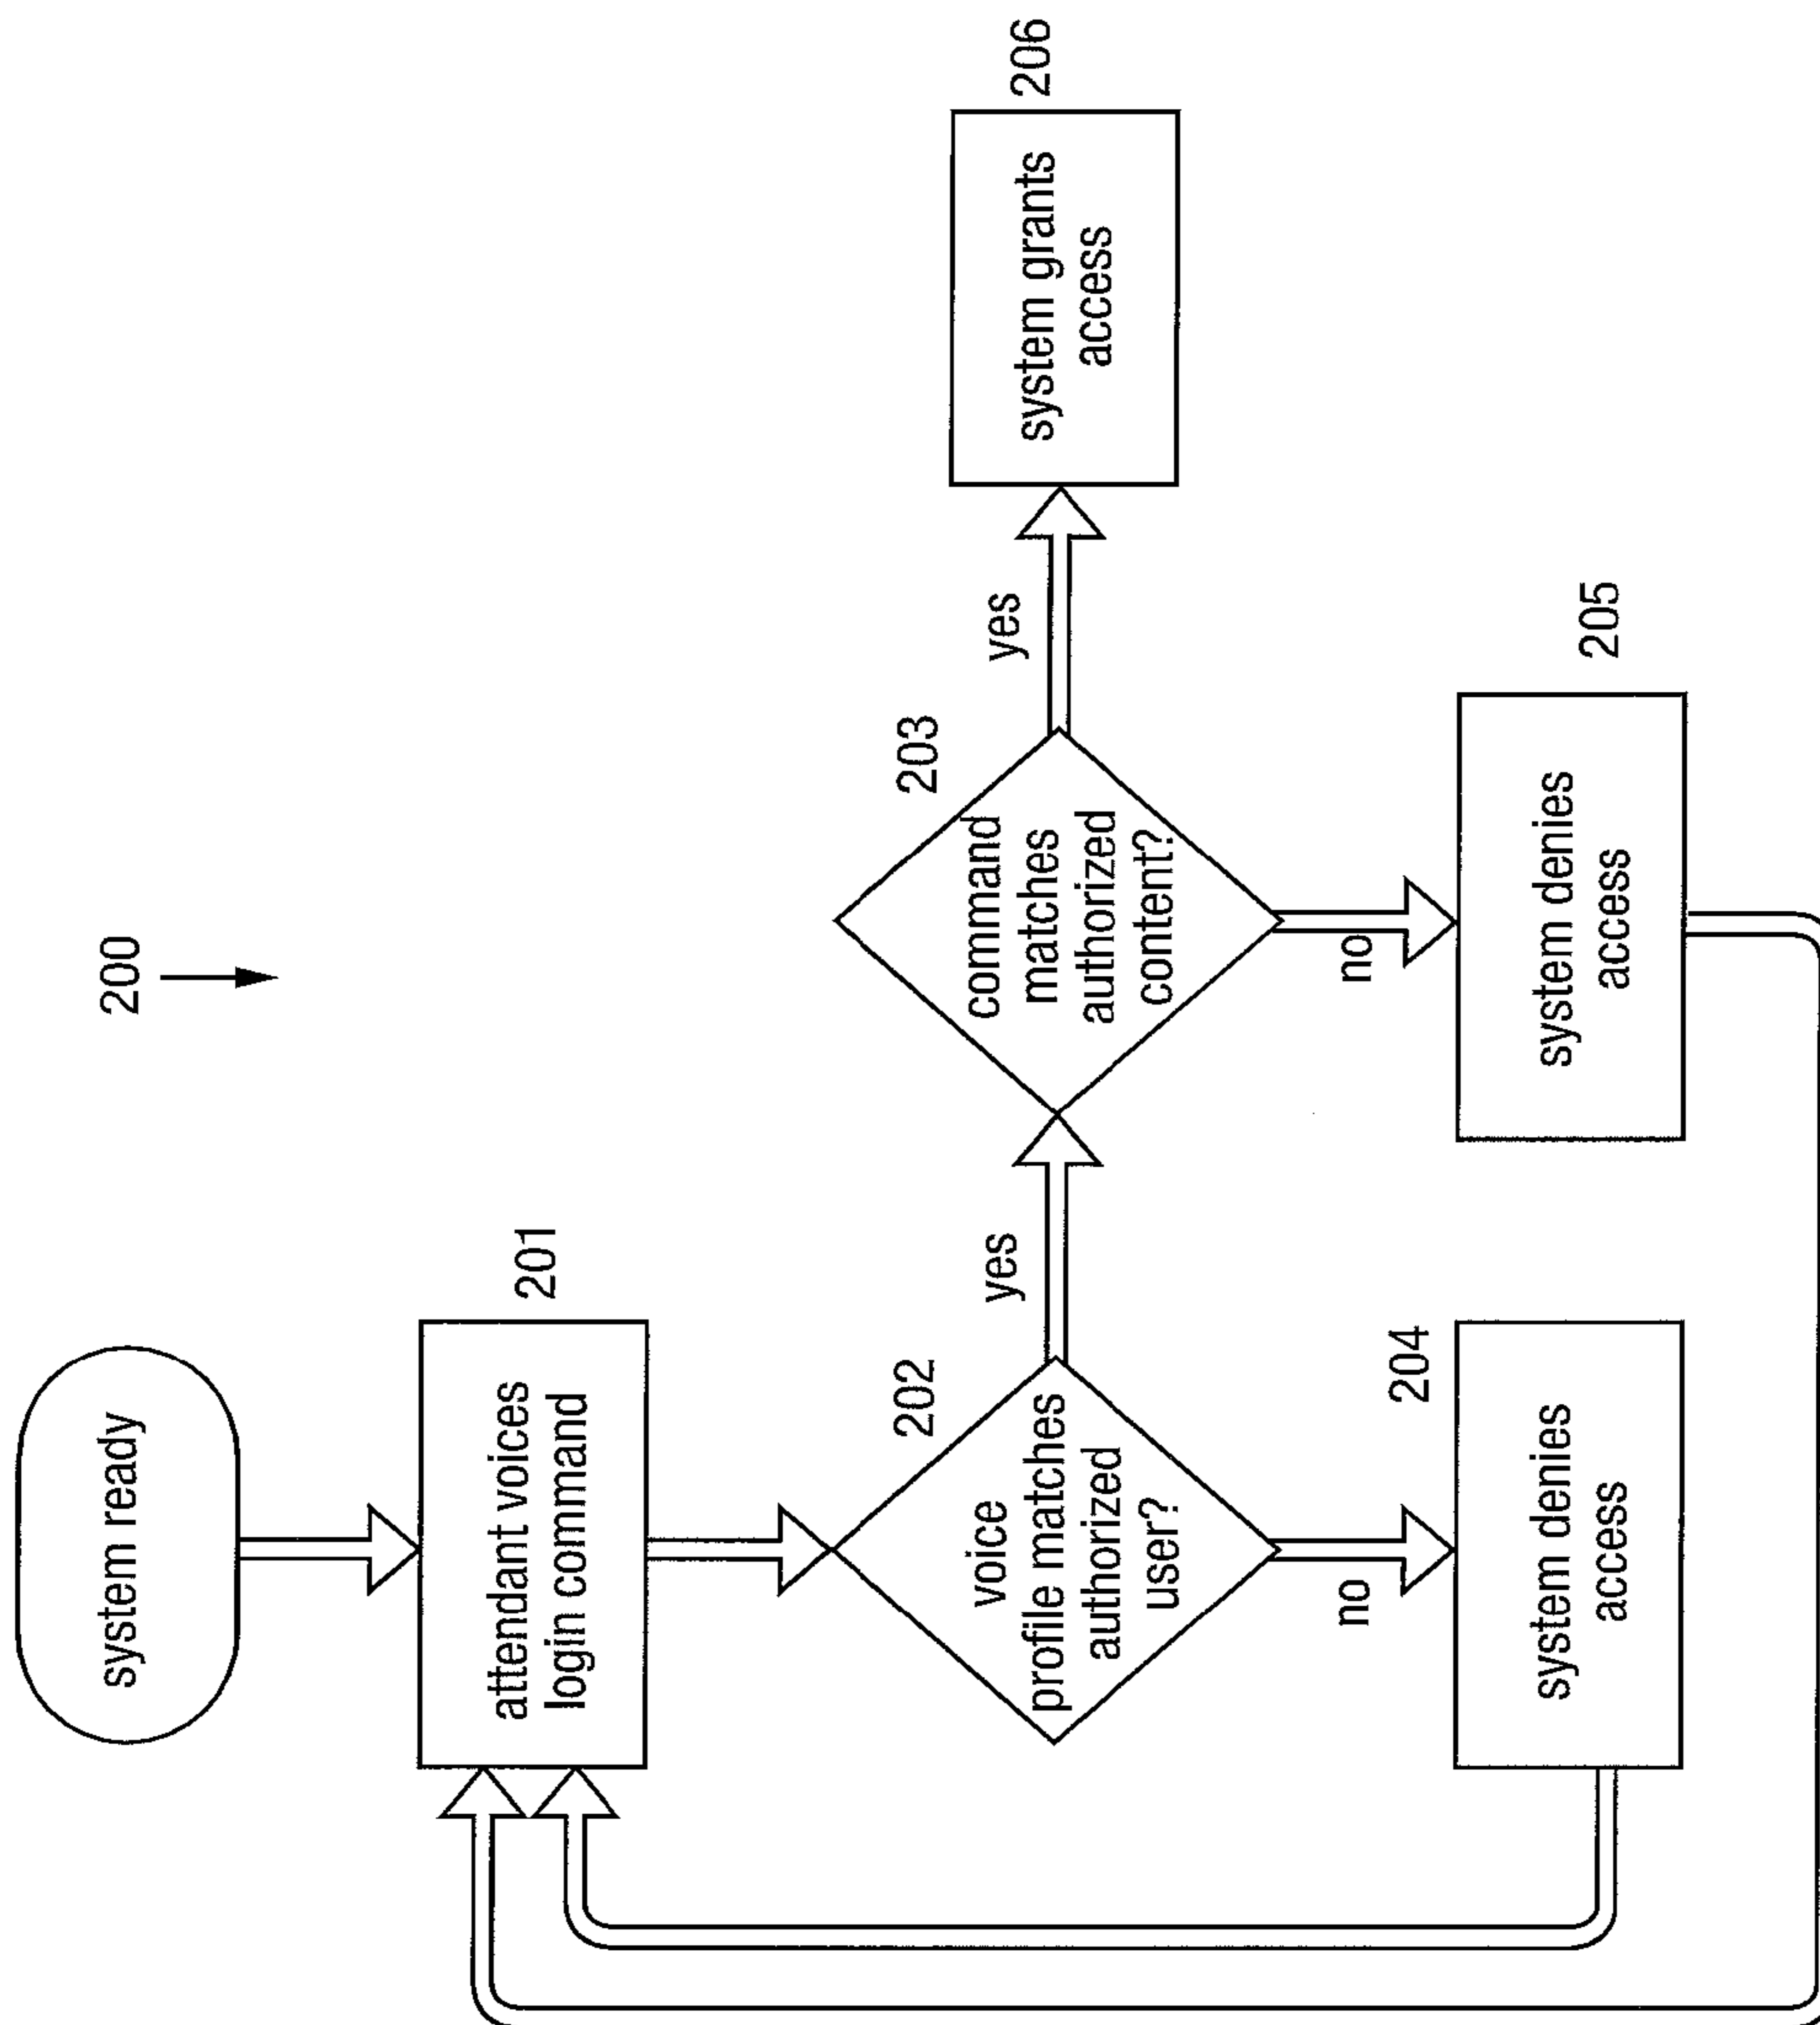 200
system ready
attendant voices
login command
201
voice
profile matches
authorized
user?
202
yes
no
command
matches
authorized
content?
203
yes
no
system denies
access
204
system denies
access
205
system grants
access
206